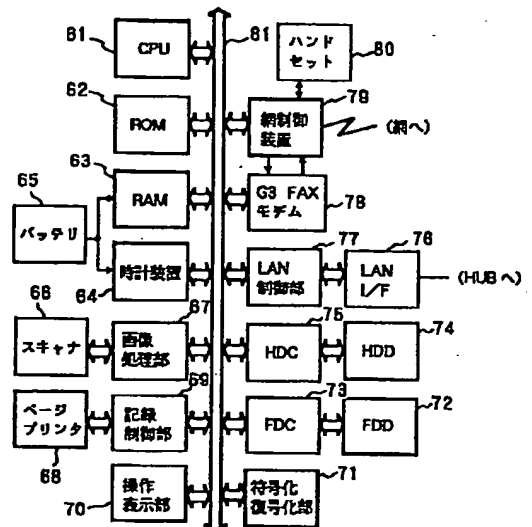 61
CPU
81
ハンド
セット
80
62
ROM
網制御
装置
79
(網へ)
63
RAM
G3 FAX
モデム
78
65
バッテリ
64
時計装置
77
LAN
制御部
76
LAN
I/F
(HUBへ)
66
スキャナ
67
画像
処理部
75
HDC
74
HDD
68
ページ
プリンタ
69
記録
制御部
73
FDC
72
FDD
70
操作
表示部
71
符号化
復号化部